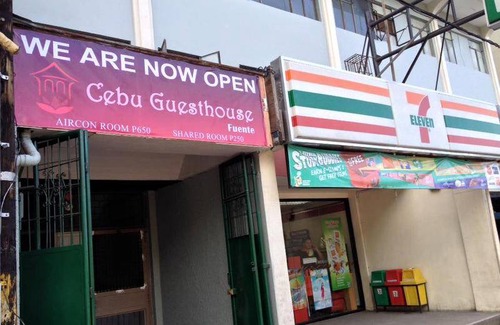 WE ARE NOW OPEN
Cebu Guesthouse
Fuente
AIRCON ROOM P650
SHARED ROOM P250
7
ELEVEN